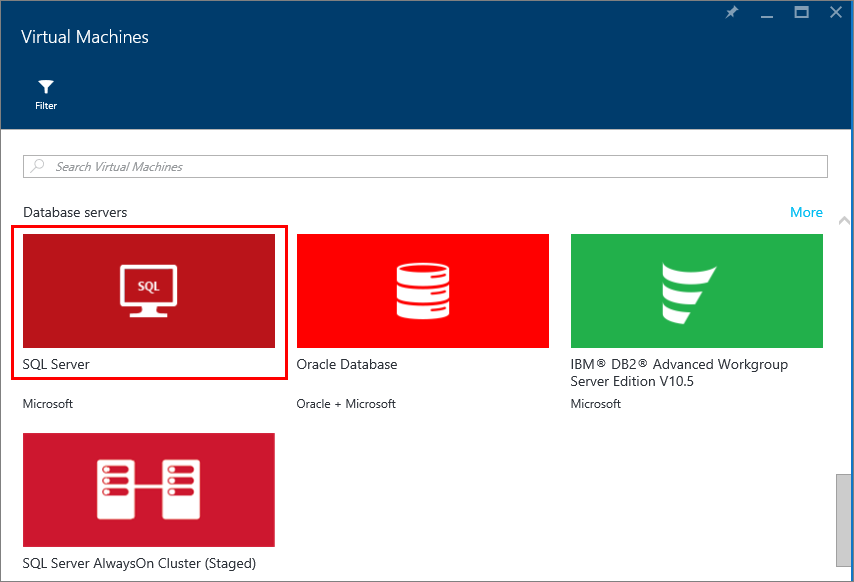 Virtual Machines
Filter
Search Virtual Machines
Database servers
More
SQL
SQL Server
Microsoft
Oracle Database
Oracle + Microsoft
IBM® DB2® Advanced Workgroup
Server Edition V10.5
Microsoft
SQL Server AlwaysOn Cluster (Staged)